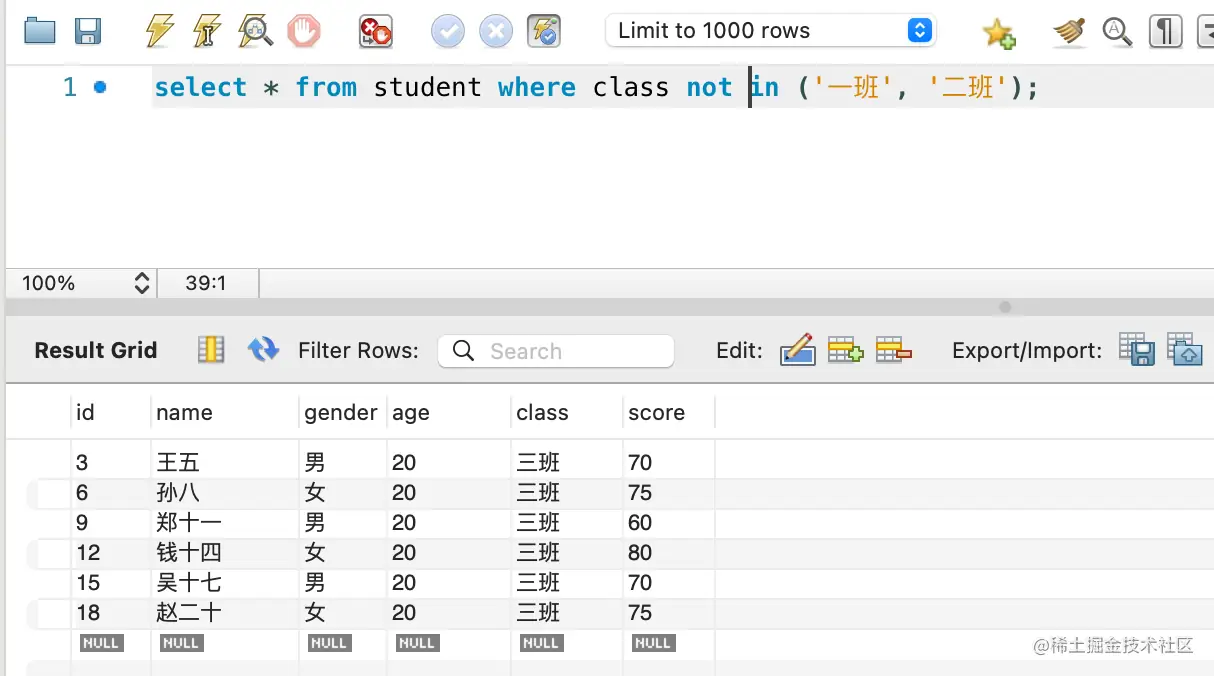 Limit to 1000 rows
1 select * from student where class not in ('一班', '二班');
100% 39:1
Result Grid Filter Rows: Search Edit: Export/Import:
id name gender age class score
3 王五 男 20 三班 70
6 孙八 女 20 三班 75
9 郑十一 男 20 三班 60
12 钱十四 女 20 三班 80
15 吴十七 男 20 三班 70
18 赵二十 女 20 三班 75
NULL NULL NULL NULL NULL NULL
@稀土掘金技术社区